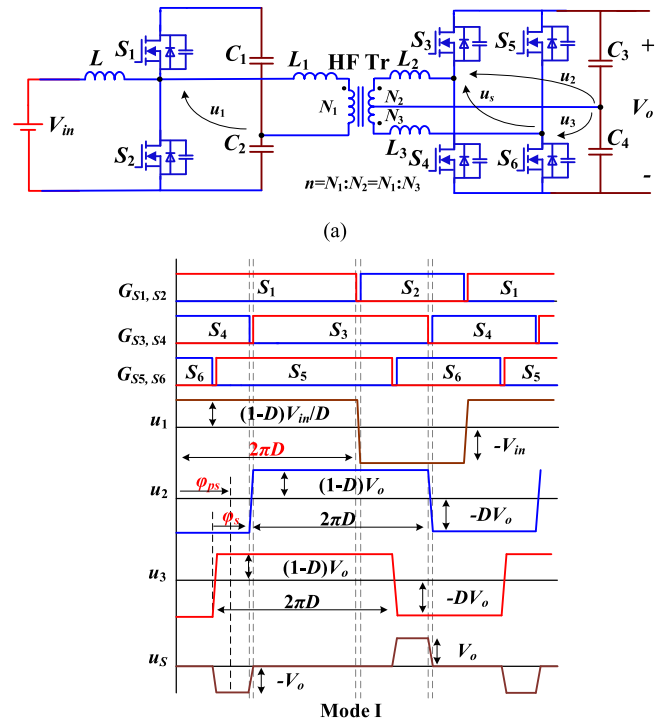 S1
C1
L
L1
HF Tr
L2
S3
S5
C3
+
u1
N1
N2
N3
us
u2
u3
Vo
Vin
S2
C2
L3
S4
S6
C4
-
n=N1:N2=N1:N3
(a)
GS1, S2
S1
S2
S1
GS3, S4
S4
S3
S4
GS5, S6
S6
S5
S6
S5
u1
(1-D)Vin/D
-Vin
2πD
φps
u2
(1-D)Vo
φs
2πD
-DVo
u3
(1-D)Vo
2πD
-DVo
uS
Vo
-Vo
Mode I